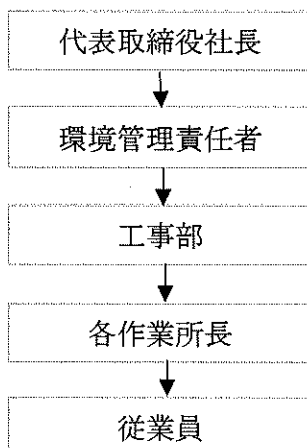 代表取締役社長
環境管理責任者
工事部
各作業所長
従業員